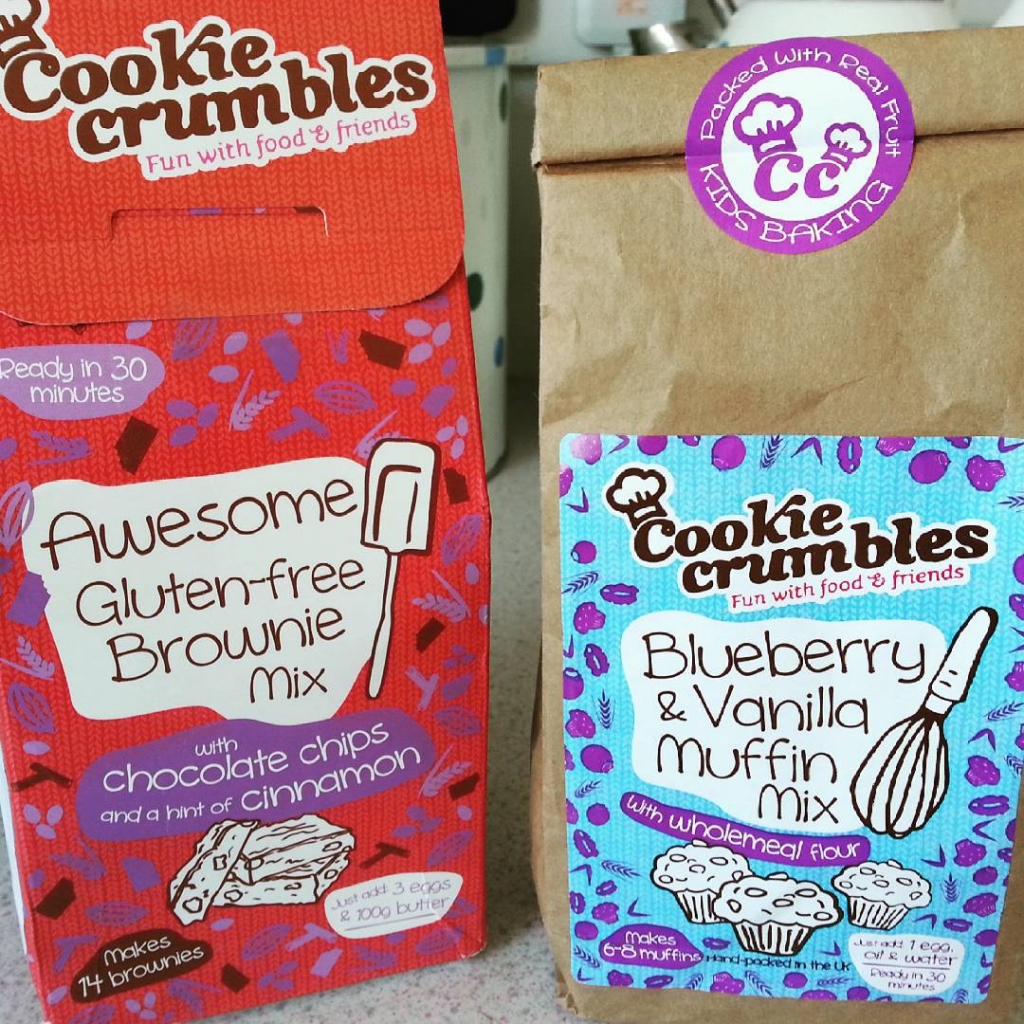 Cookie
crumbles
Fun with food & friends
Ready in 30
minutes
Awesome
Gluten-free
Brownie
Mix
with
chocolate chips
and a hint of cinnamon
Just add 3 eggs
& 100g butter
Makes
14 brownies
Packed With Real Fruit
Cc
KIDS BAKING
Cookie
crumbles
Fun with food & friends
Blueberry
& Vanilla
Muffin
Mix
With wholemeal flour
Makes
6-8 muffins
Hand-packed in the UK
Just add 1 egg,
oil & water
Ready in 30
minutes